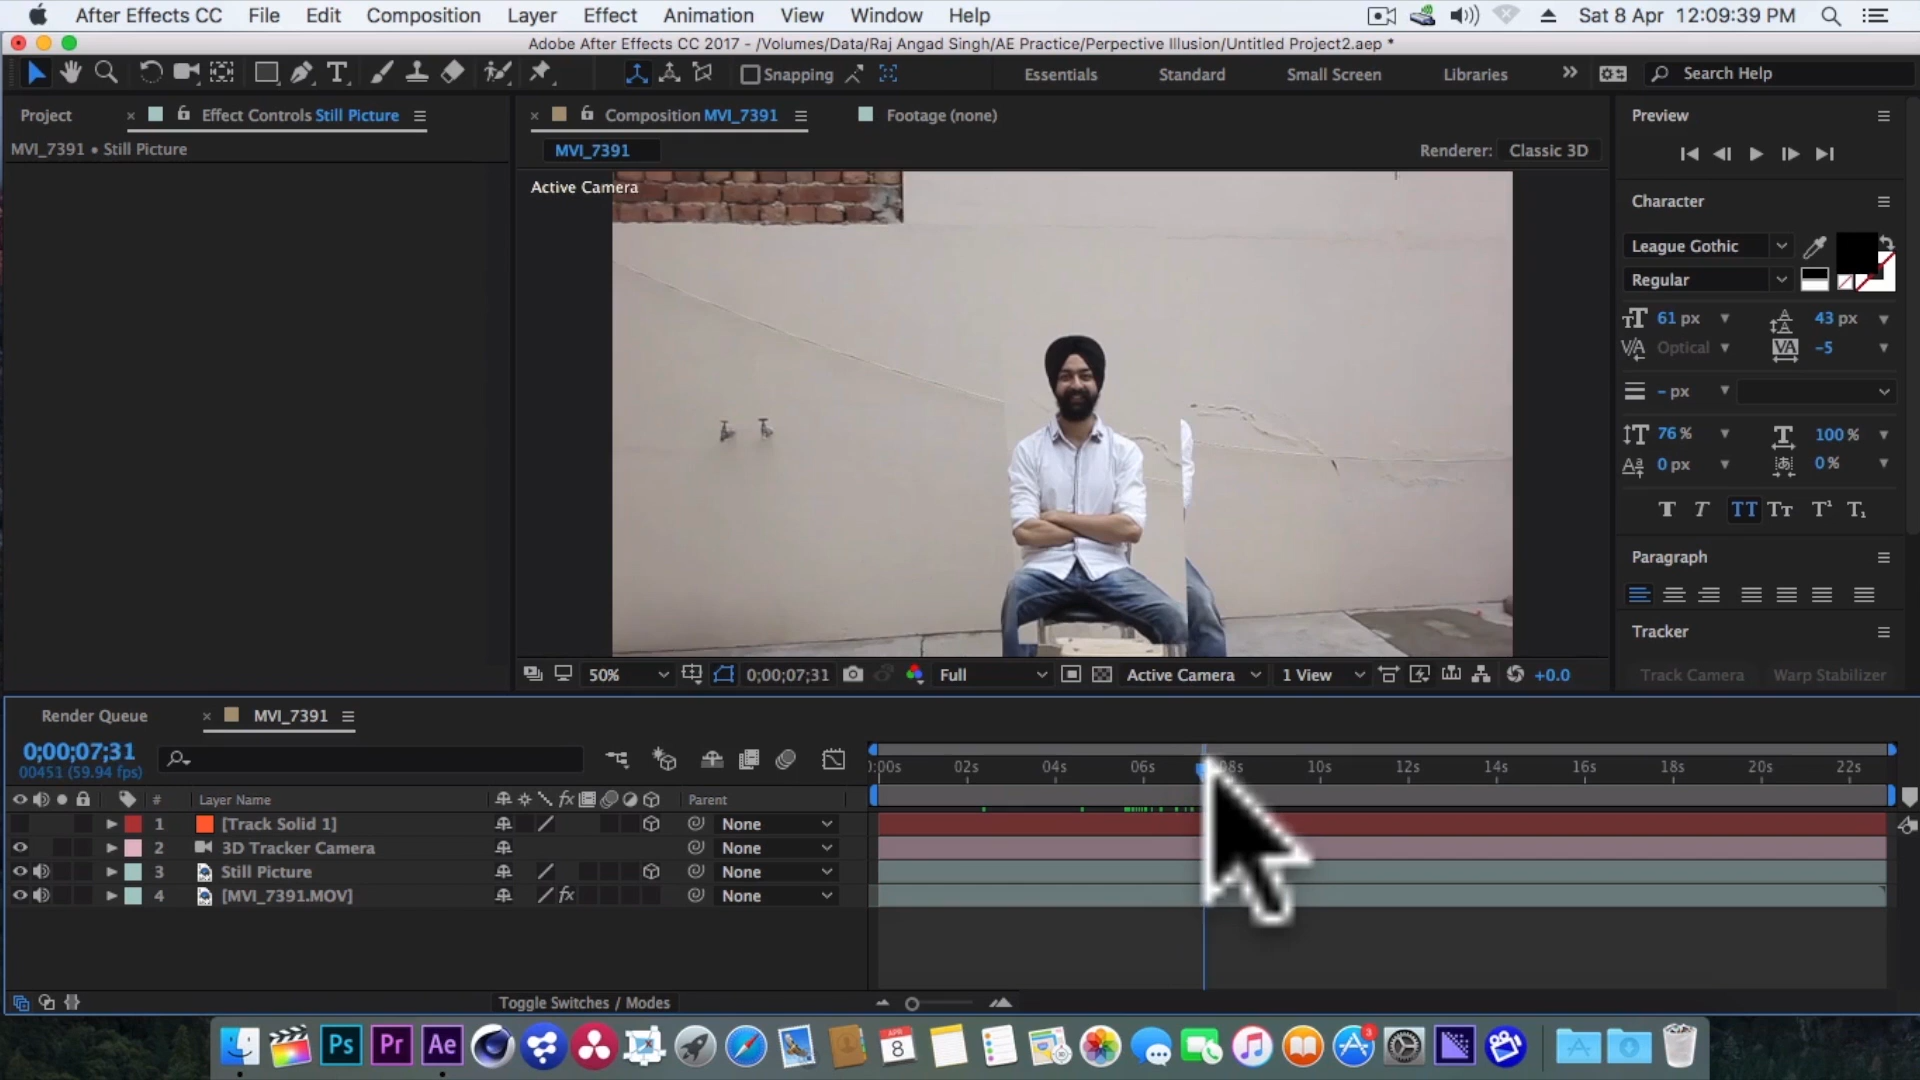 After Effects CC File Edit Composition Layer Effect Animation View Window Help Sat 8 Apr 12:09:39 PM
Adobe After Effects CC 2017 - /Volumes/Data/Raj Angad Singh/AE Practice/Perpective Illusion/Untitled Project2.aep *
Snapping Essentials Standard Small Screen Libraries Search Help
Project Effect Controls Still Picture Composition MVI_7391 Footage (none) Preview
MVI_7391 • Still Picture MVI_7391 Renderer: Classic 3D
Active Camera
Character
League Gothic
Regular
61 px 43 px
Optical -5
- px
76 % 100 %
0 px 0 %
Paragraph
Tracker
50% 0;00;07;31 Full Active Camera 1 View +0.0 Track Camera Warp Stabilizer
Render Queue MVI_7391
0;00;07;31
00451 (59.94 fps)
:00s 02s 04s 06s 08s 10s 12s 14s 16s 18s 20s 22s
# Layer Name Parent
1 [Track Solid 1] None
2 3D Tracker Camera None
3 Still Picture None
4 [MVI_7391.MOV] None
Toggle Switches / Modes
Ps Pr Ae APR 8 3